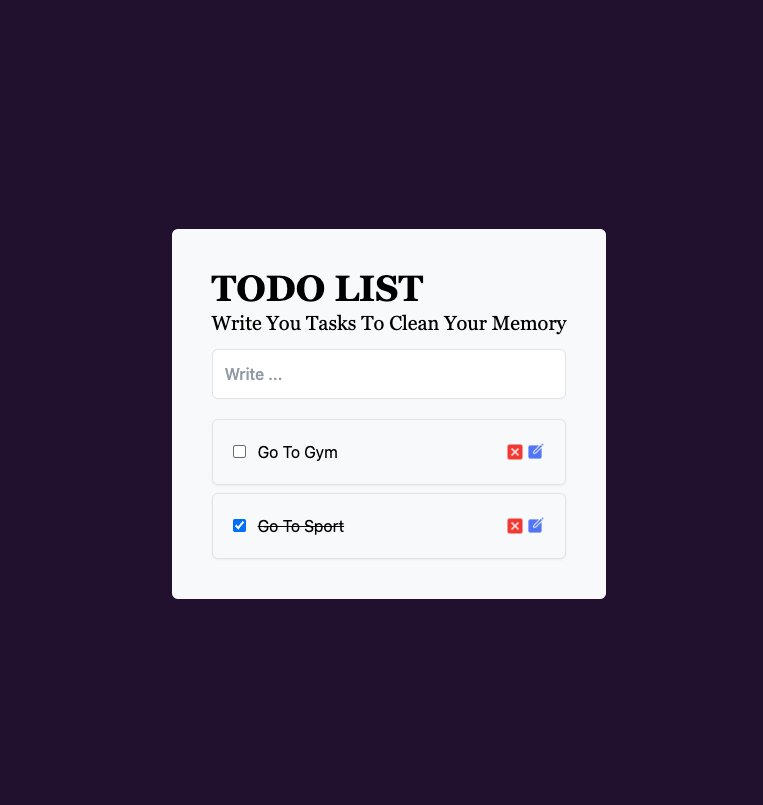 TODO LIST
Write You Tasks To Clean Your Memory
Write ...
Go To Gym
Go To Sport